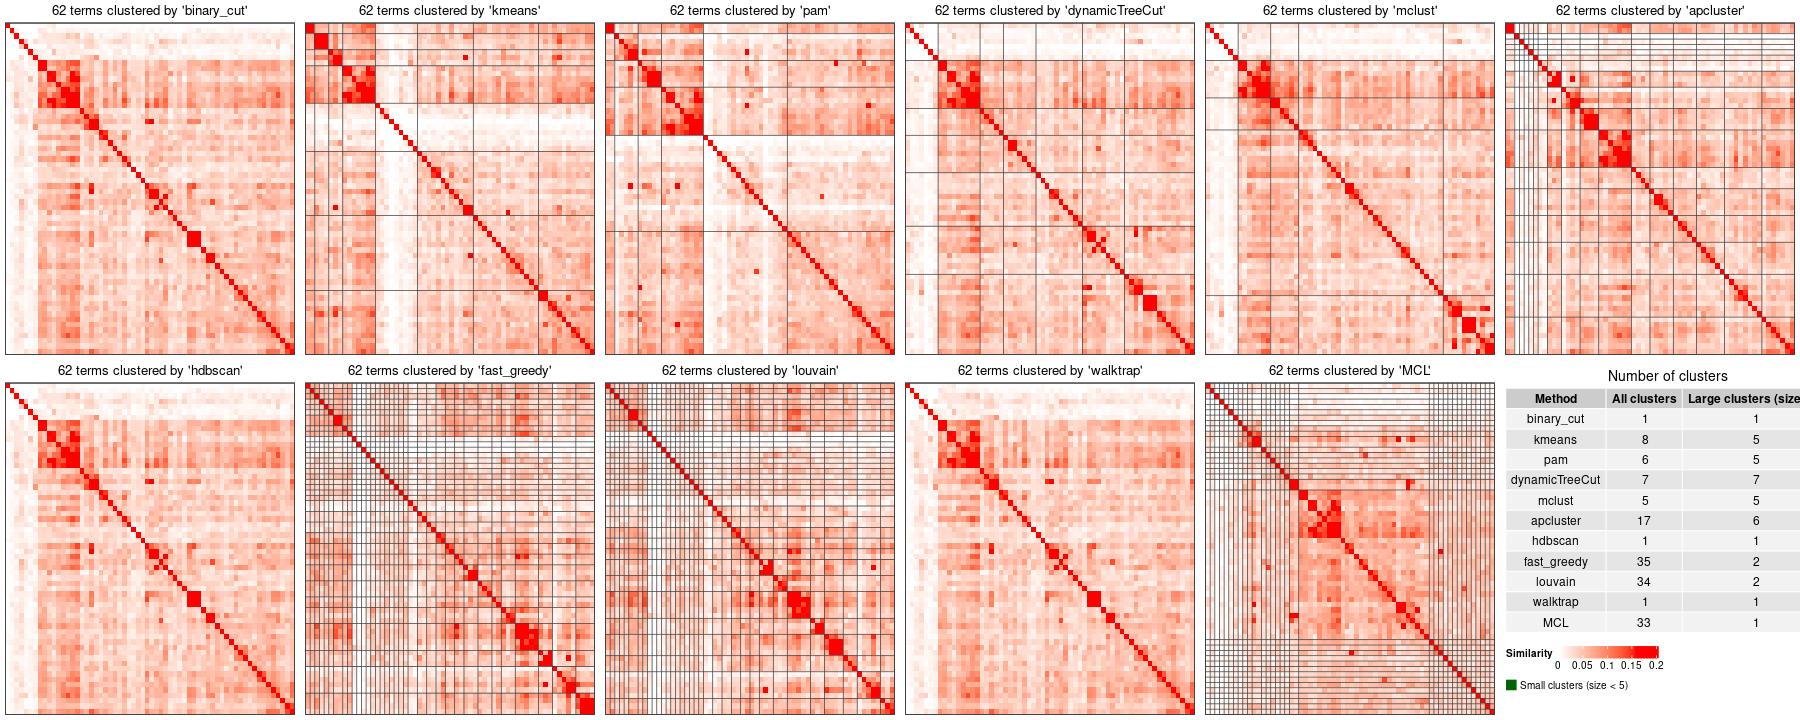 62 terms clustered by 'binary_cut'
62 terms clustered by 'kmeans'
62 terms clustered by 'pam'
62 terms clustered by 'dynamicTreeCut'
62 terms clustered by 'mclust'
62 terms clustered by 'apcluster'
62 terms clustered by 'hdbscan'
62 terms clustered by 'fast_greedy'
62 terms clustered by 'louvain'
62 terms clustered by 'walktrap'
62 terms clustered by 'MCL'
Number of clusters
Method All clusters Large clusters (size
binary_cut 1 1
kmeans 8 5
pam 6 5
dynamicTreeCut 7 7
mclust 5 5
apcluster 17 6
hdbscan 1 1
fast_greedy 35 2
louvain 34 2
walktrap 1 1
MCL 33 1
Similarity
0 0.05 0.1 0.15 0.2
Small clusters (size < 5)